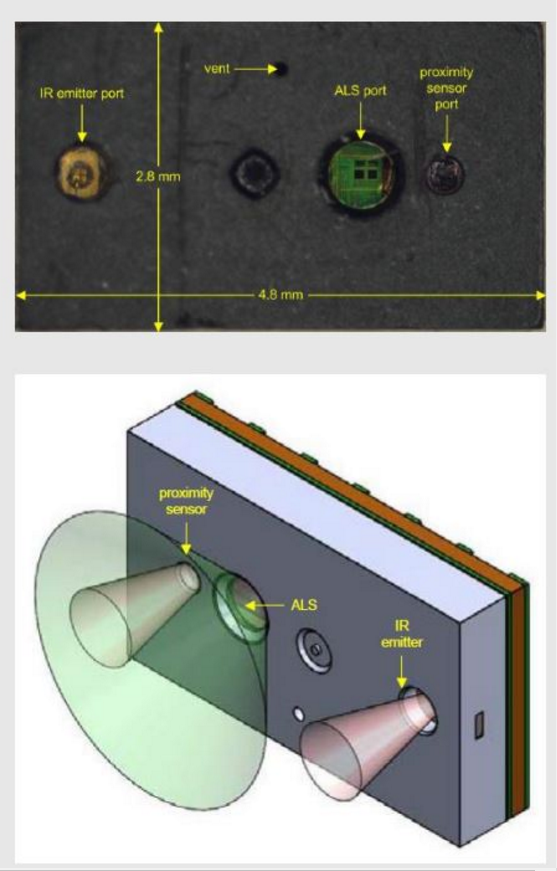 vent
proximity
sensor
port
IR emitter port
ALS port
2.8 mm
4.8 mm
proximity
sensor
ALS
IR
emitter